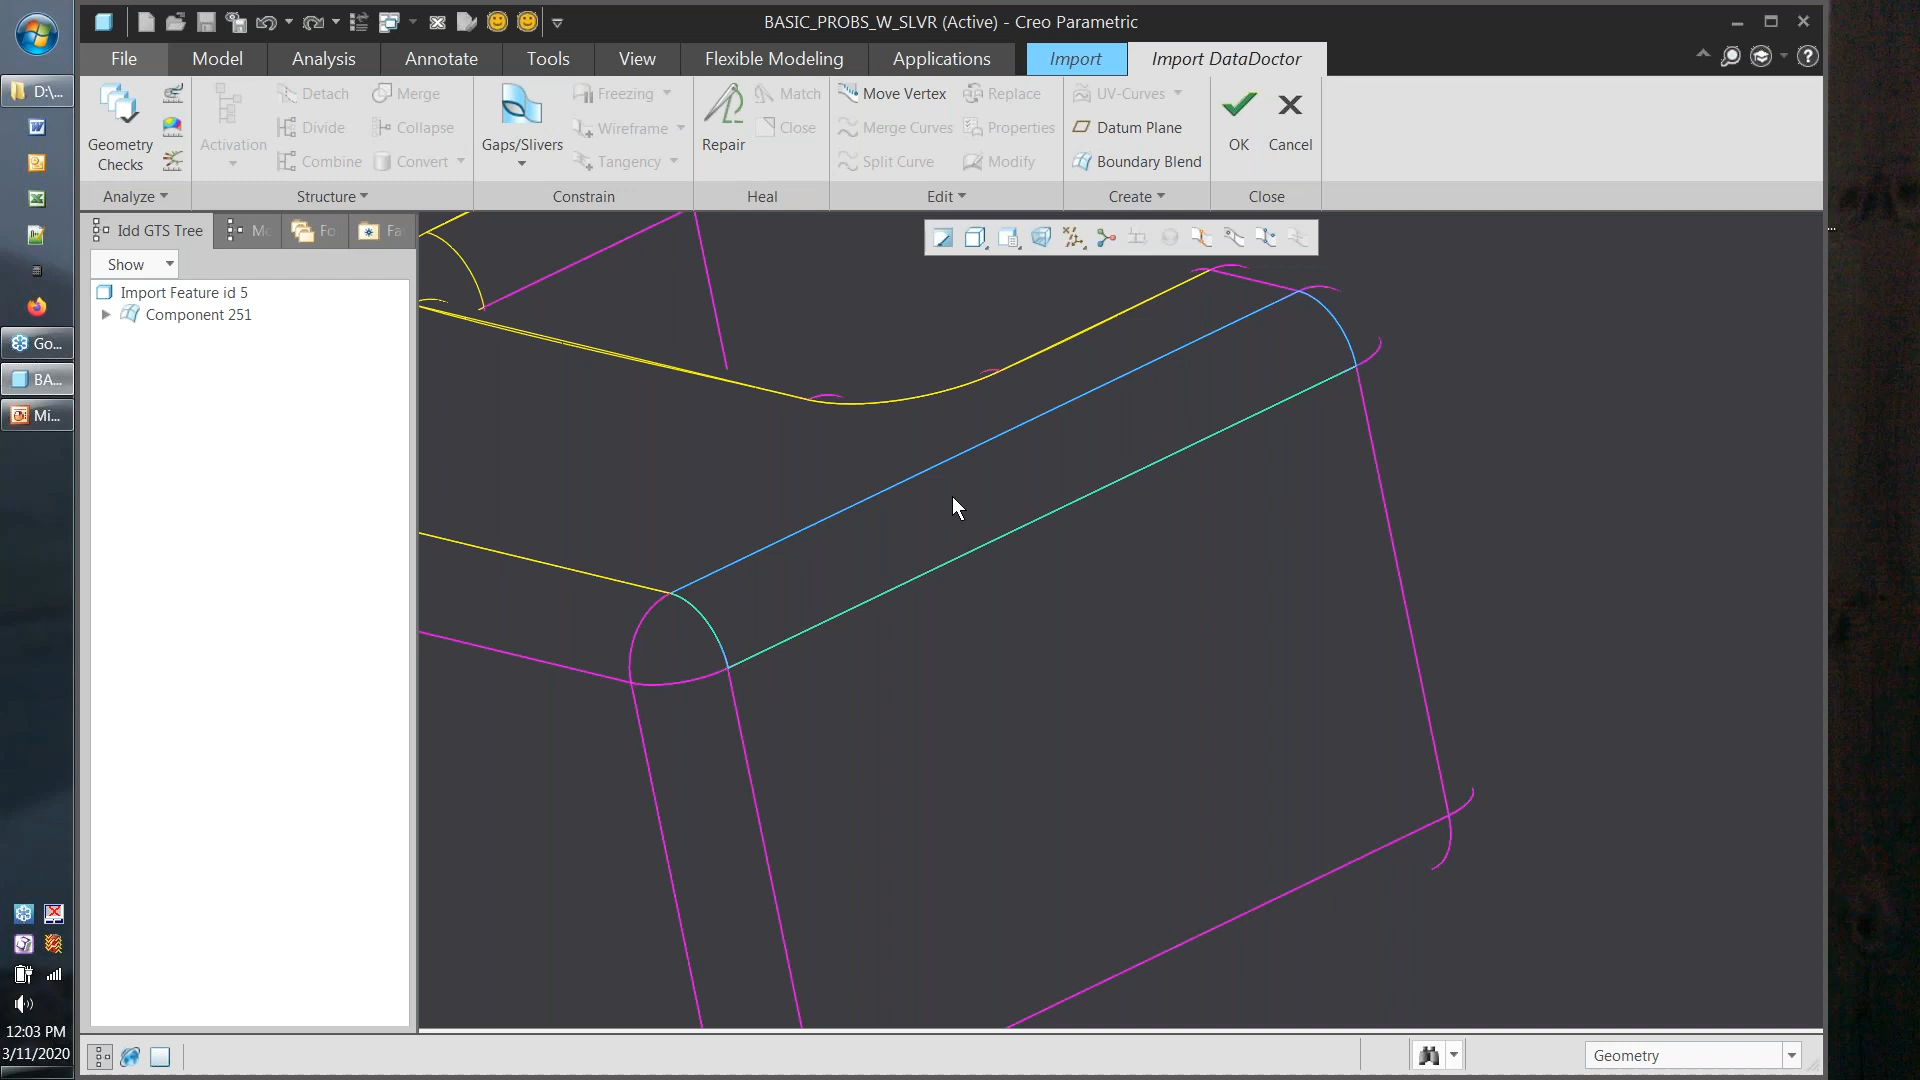 BASIC_PROBS_W_SLVR (Active) - Creo Parametric
File Model Analysis Annotate Tools View Flexible Modeling Applications Import Import DataDoctor
D:\...
Geometry Checks
Activation
Detach
Divide
Combine
Merge
Collapse
Convert
Gaps/Slivers
Freezing
Wireframe
Tangency
Repair
Match
Close
Move Vertex
Merge Curves
Split Curve
Replace
Properties
Modify
UV-Curves
Datum Plane
Boundary Blend
OK
Cancel
Analyze Structure Constrain Heal Edit Create Close
Idd GTS Tree Mo Fo Fa
Show
Import Feature id 5
Component 251
Go...
BA...
Mi...
12:03 PM
3/11/2020
Geometry